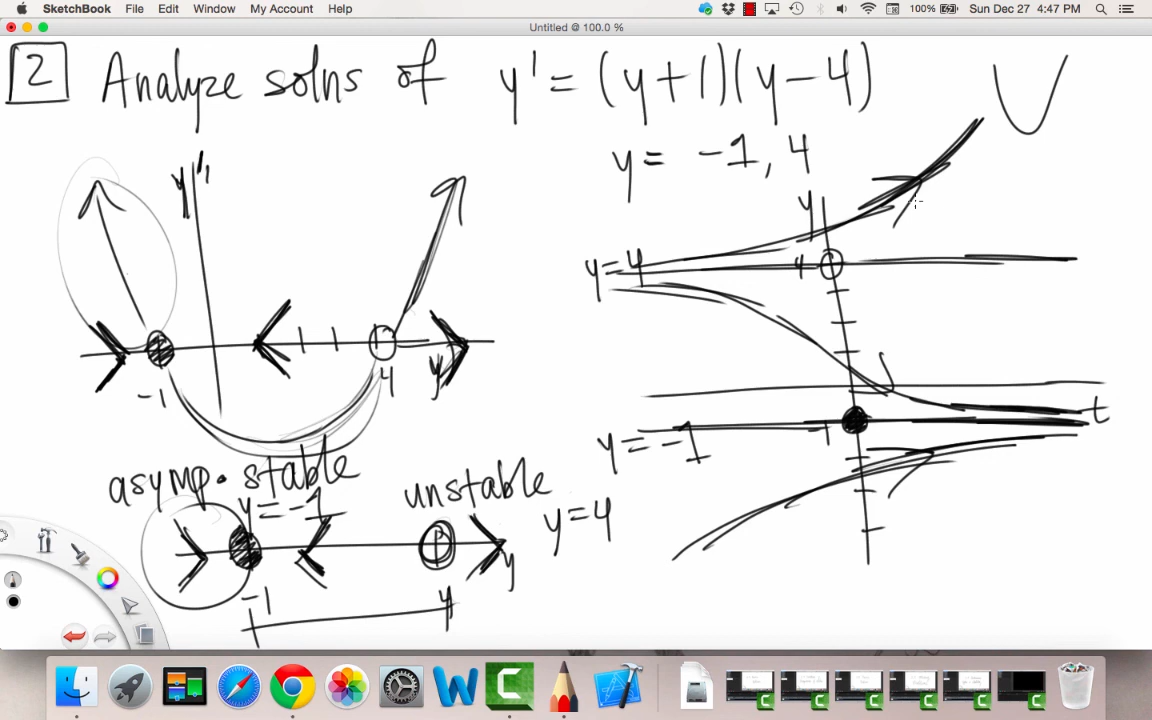 SketchBook File Edit Window My Account Help 100% Sun Dec 27 4:47 PM
Untitled @ 100.0 %
2 Analyze solns of y' = (y+1)(y-4)
y = -1, 4
y'
y
y=4
4
-1
4
y
t
y=-1
-1
asymp. stable
y=-1
unstable
y=4
y
-1
4